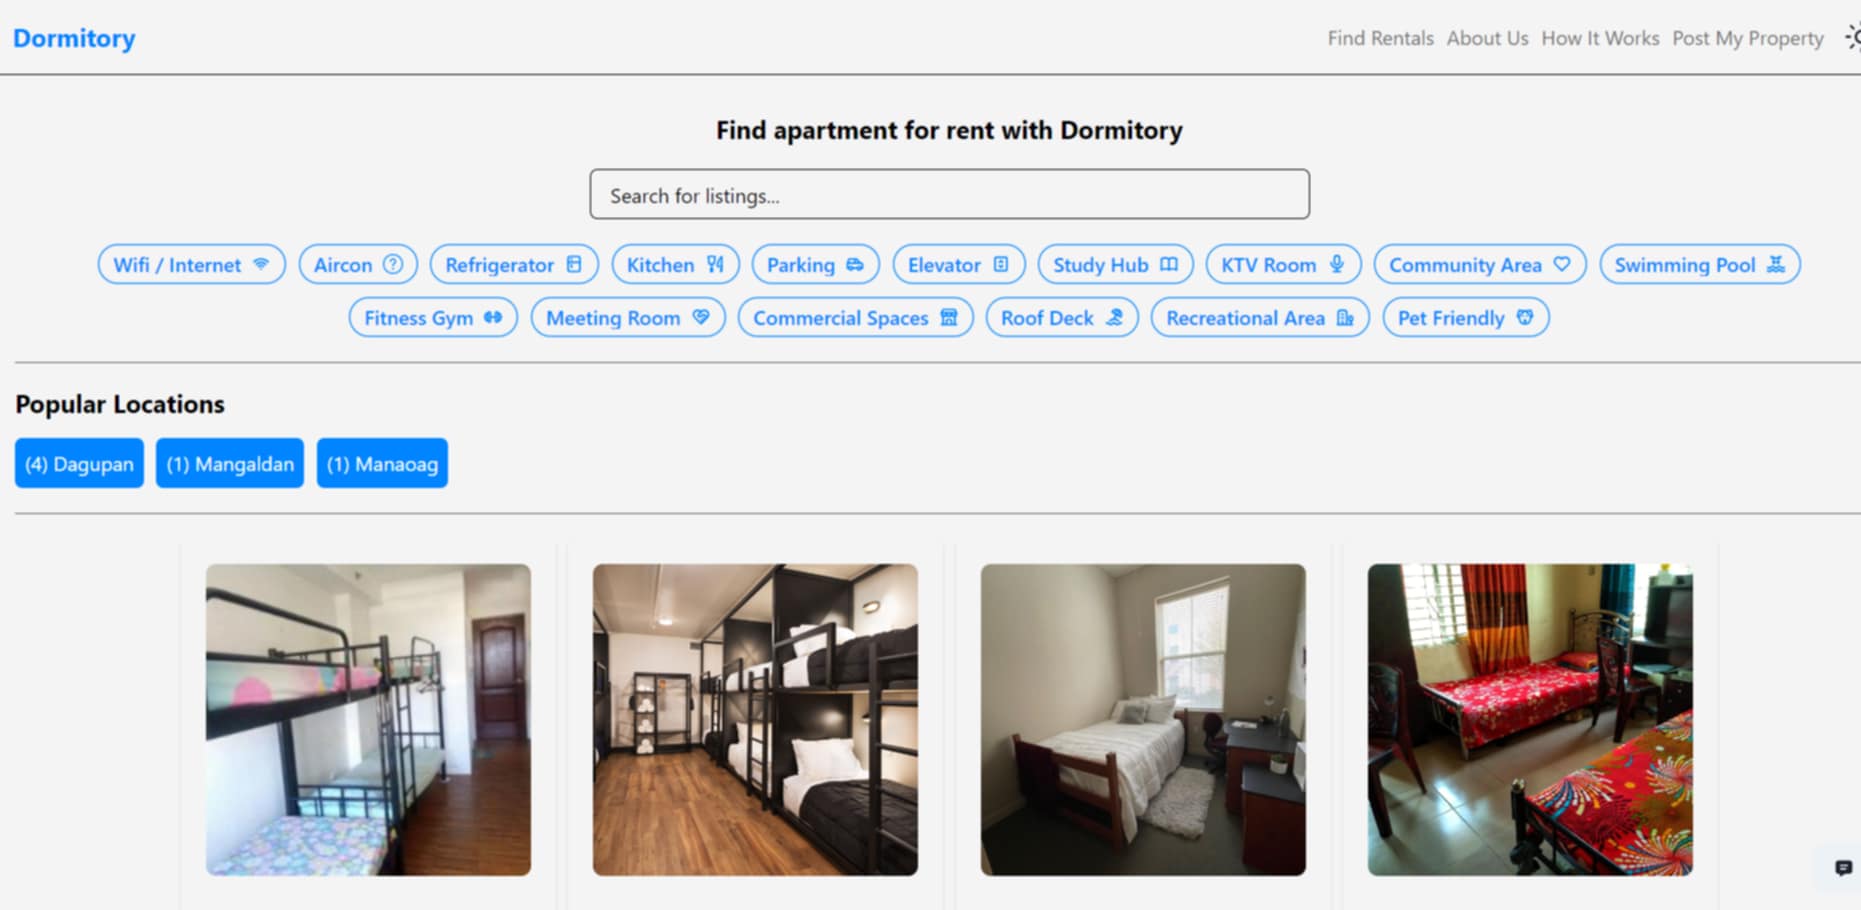 Dormitory
Find Rentals About Us How It Works Post My Property
Find apartment for rent with Dormitory
Search for listings...
Wifi / Internet Aircon Refrigerator Kitchen Parking Elevator Study Hub KTV Room Community Area Swimming Pool
Fitness Gym Meeting Room Commercial Spaces Roof Deck Recreational Area Pet Friendly
Popular Locations
(4) Dagupan (1) Mangaldan (1) Manaoag